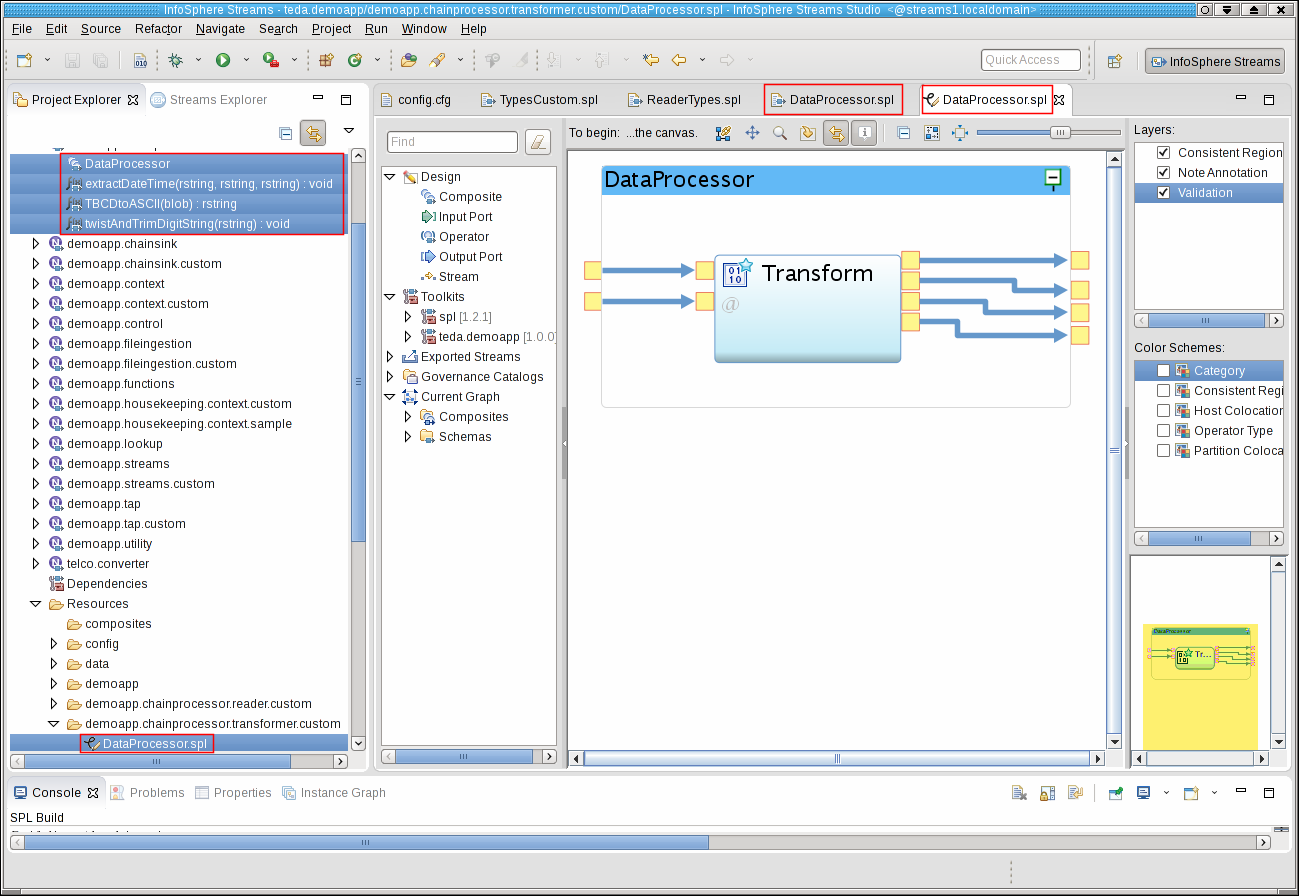 InfoSphere Streams - teda.demoapp/demoapp.chainprocessor.transformer.custom/DataProcessor.spl - InfoSphere Streams Studio <@streams1.localdomain>
File Edit Source Refactor Navigate Search Project Run Window Help
Quick Access
InfoSphere Streams
Project Explorer
Streams Explorer
DataProcessor
extractDateTime(rstring, rstring, rstring) : void
TBCDtoASCII(blob) : rstring
twistAndTrimDigitString(rstring) : void
demoapp.chainsink
demoapp.chainsink.custom
demoapp.context
demoapp.context.custom
demoapp.control
demoapp.fileingestion
demoapp.fileingestion.custom
demoapp.functions
demoapp.housekeeping.context.custom
demoapp.housekeeping.context.sample
demoapp.lookup
demoapp.streams
demoapp.streams.custom
demoapp.tap
demoapp.tap.custom
demoapp.utility
telco.converter
Dependencies
Resources
composites
config
data
demoapp
demoapp.chainprocessor.reader.custom
demoapp.chainprocessor.transformer.custom
DataProcessor.spl
config.cfg
TypesCustom.spl
ReaderTypes.spl
DataProcessor.spl
DataProcessor.spl
Find
To begin: ...the canvas.
Design
Composite
Input Port
Operator
Output Port
Stream
Toolkits
spl [1.2.1]
teda.demoapp [1.0.0]
Exported Streams
Governance Catalogs
Current Graph
Composites
Schemas
DataProcessor
01
10
Transform
@
Layers:
Consistent Region
Note Annotation
Validation
Color Schemes:
Category
Consistent Regi
Host Colocation
Operator Type
Partition Coloca
DataProcessor
01
10
Tr...
Console
Problems
Properties
Instance Graph
SPL Build